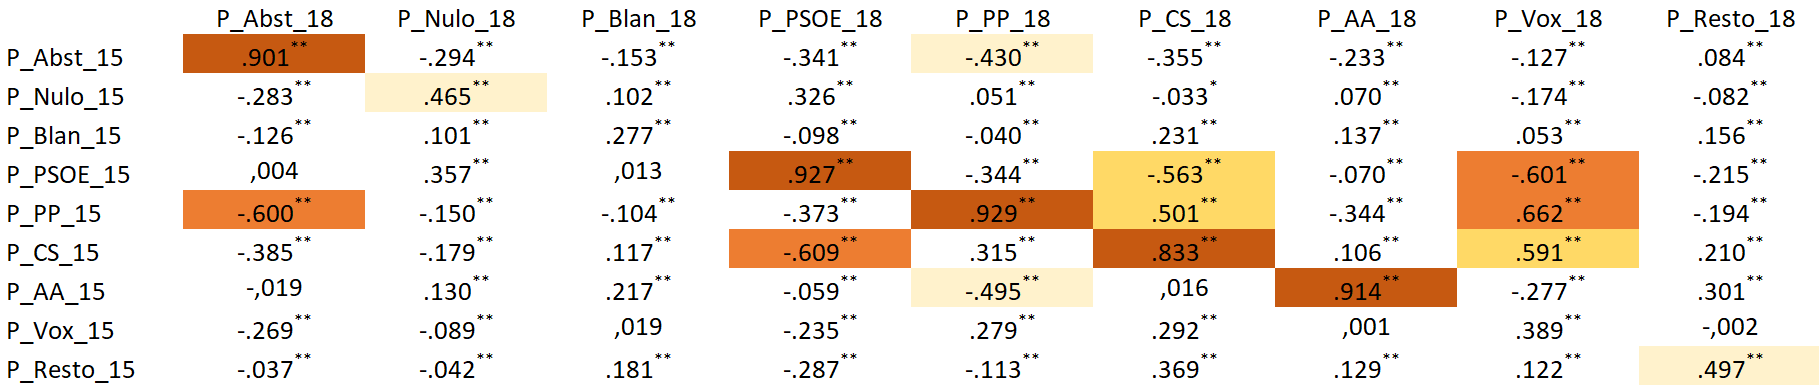 P_Abst_18 P_Nulo_18 P_Blan_18 P_PSOE_18 P_PP_18 P_CS_18 P_AA_18 P_Vox_18 P_Resto_18
P_Abst_15 .901** -.294** -.153** -.341** -.430** -.355** -.233** -.127** .084**
P_Nulo_15 -.283** .465** .102** .326** .051** -.033* .070** -.174** -.082**
P_Blan_15 -.126** .101** .277** -.098** -.040** .231** .137** .053** .156**
P_PSOE_15 ,004 .357** ,013 .927** -.344** -.563** -.070** -.601** -.215**
P_PP_15 -.600** -.150** -.104** -.373** .929** .501** -.344** .662** -.194**
P_CS_15 -.385** -.179** .117** -.609** .315** .833** .106** .591** .210**
P_AA_15 -,019 .130** .217** -.059** -.495** ,016 .914** -.277** .301**
P_Vox_15 -.269** -.089** ,019 -.235** .279** .292** ,001 .389** -,002
P_Resto_15 -.037** -.042** .181** -.287** -.113** .369** .129** .122** .497**